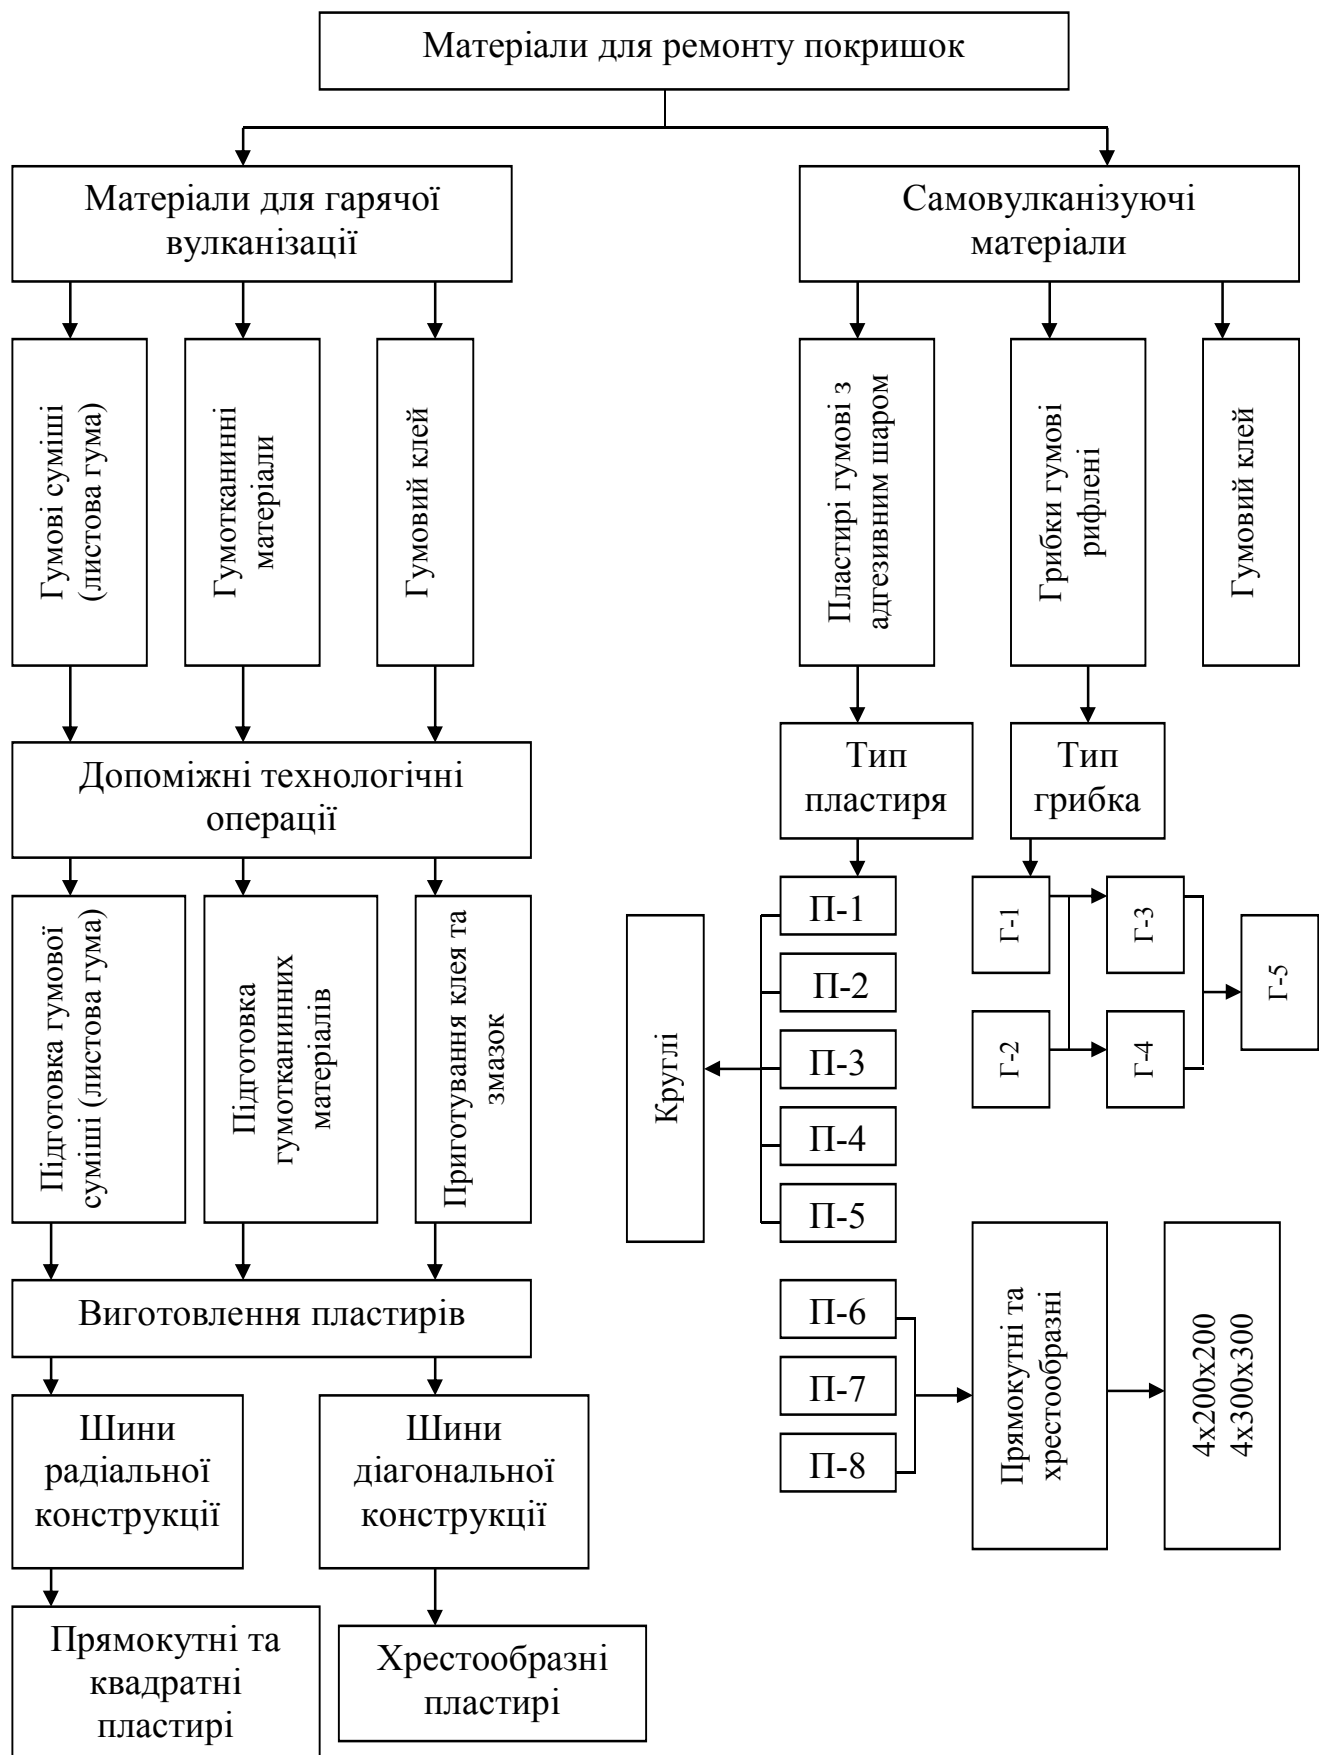 Матеріали для ремонту покришок
Матеріали для гарячої
вулканізації
Самовулканізуючі
матеріали
Гумові суміші
(листова гума)
Гумотканинні
матеріали
Гумовий клей
Пластирі гумові з
адгезивним шаром
Грибки гумові
рифлені
Гумовий клей
Допоміжні технологічні
операції
Тип
пластиря
Тип
грибка
Підготовка гумової
суміші (листова гума)
Підготовка
гумотканинних
матеріалів
Приготування клея та
змазок
Круглі
П-1
П-2
П-3
П-4
П-5
Г-1
Г-2
Г-3
Г-4
Г-5
Виготовлення пластирів
П-6
П-7
П-8
Прямокутні та
хрестообразні
4х200х200
4х300х300
Шини
радіальної
конструкції
Шини
діагональної
конструкції
Прямокутні та
квадратні
пластирі
Хрестообразні
пластирі